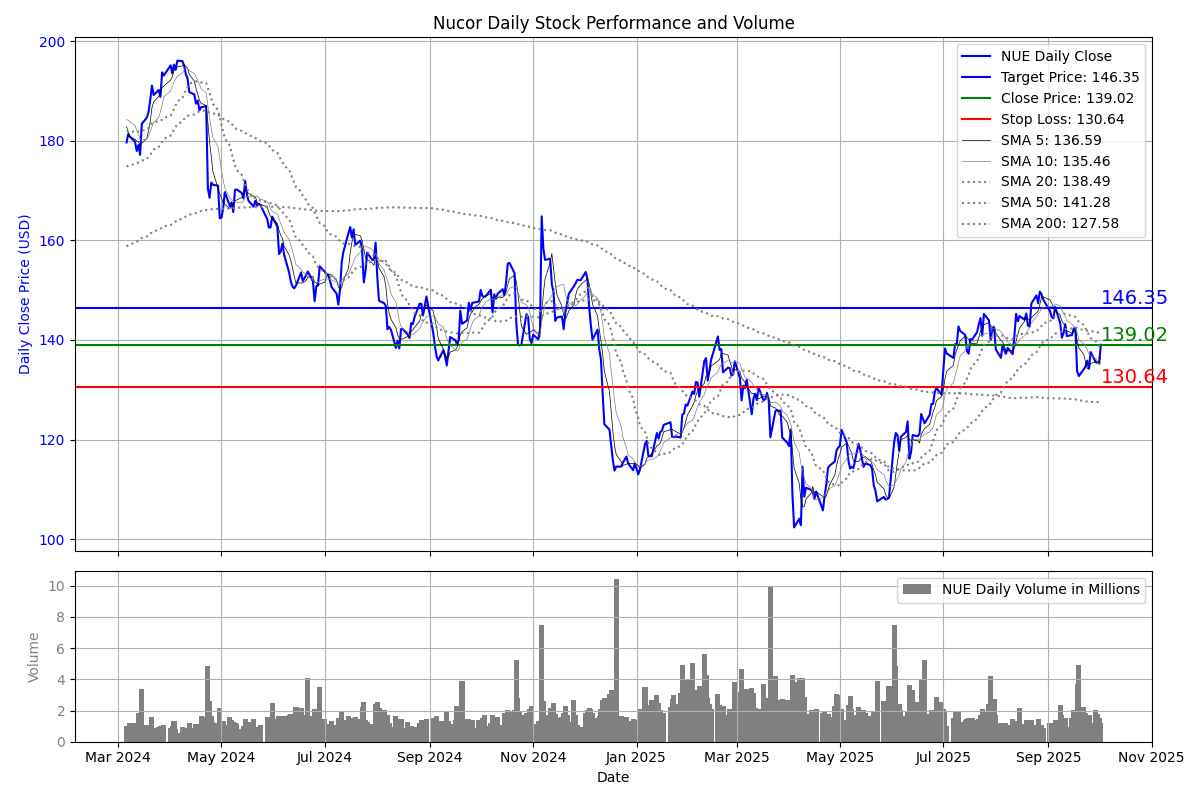 Nucor Daily Stock Performance and Volume
Daily Close Price (USD)
200
180
160
140
120
100
NUE Daily Close
Target Price: 146.35
Close Price: 139.02
Stop Loss: 130.64
SMA 5: 136.59
SMA 10: 135.46
SMA 20: 138.49
SMA 50: 141.28
SMA 200: 127.58
146.35
139.02
130.64
Volume
10
8
6
4
2
0
NUE Daily Volume in Millions
Mar 2024 May 2024 Jul 2024 Sep 2024 Nov 2024 Jan 2025 Mar 2025 May 2025 Jul 2025 Sep 2025 Nov 2025
Date